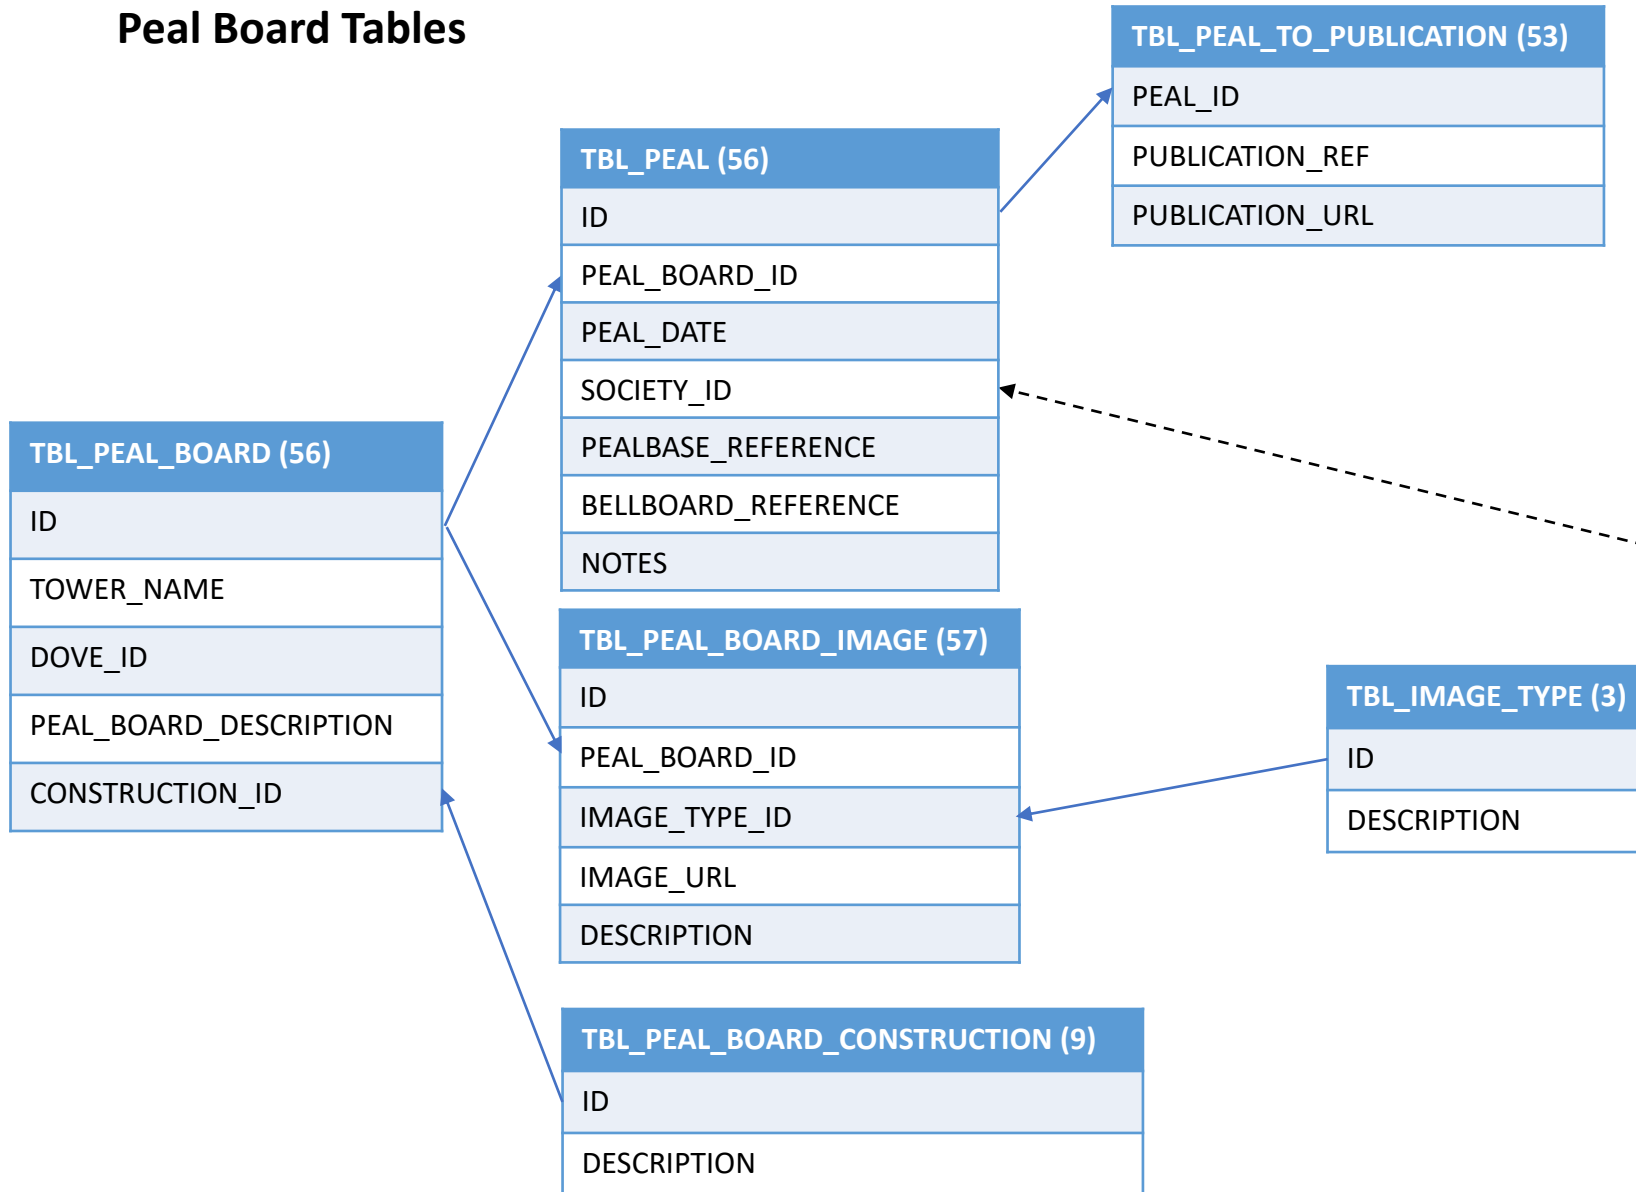 Peal Board Tables
TBL_PEAL_TO_PUBLICATION (53)
PEAL_ID
PUBLICATION_REF
PUBLICATION_URL
TBL_PEAL (56)
ID
PEAL_BOARD_ID
PEAL_DATE
SOCIETY_ID
PEALBASE_REFERENCE
BELLBOARD_REFERENCE
NOTES
TBL_PEAL_BOARD (56)
ID
TOWER_NAME
DOVE_ID
PEAL_BOARD_DESCRIPTION
CONSTRUCTION_ID
TBL_PEAL_BOARD_IMAGE (57)
ID
PEAL_BOARD_ID
IMAGE_TYPE_ID
IMAGE_URL
DESCRIPTION
TBL_IMAGE_TYPE (3)
ID
DESCRIPTION
TBL_PEAL_BOARD_CONSTRUCTION (9)
ID
DESCRIPTION